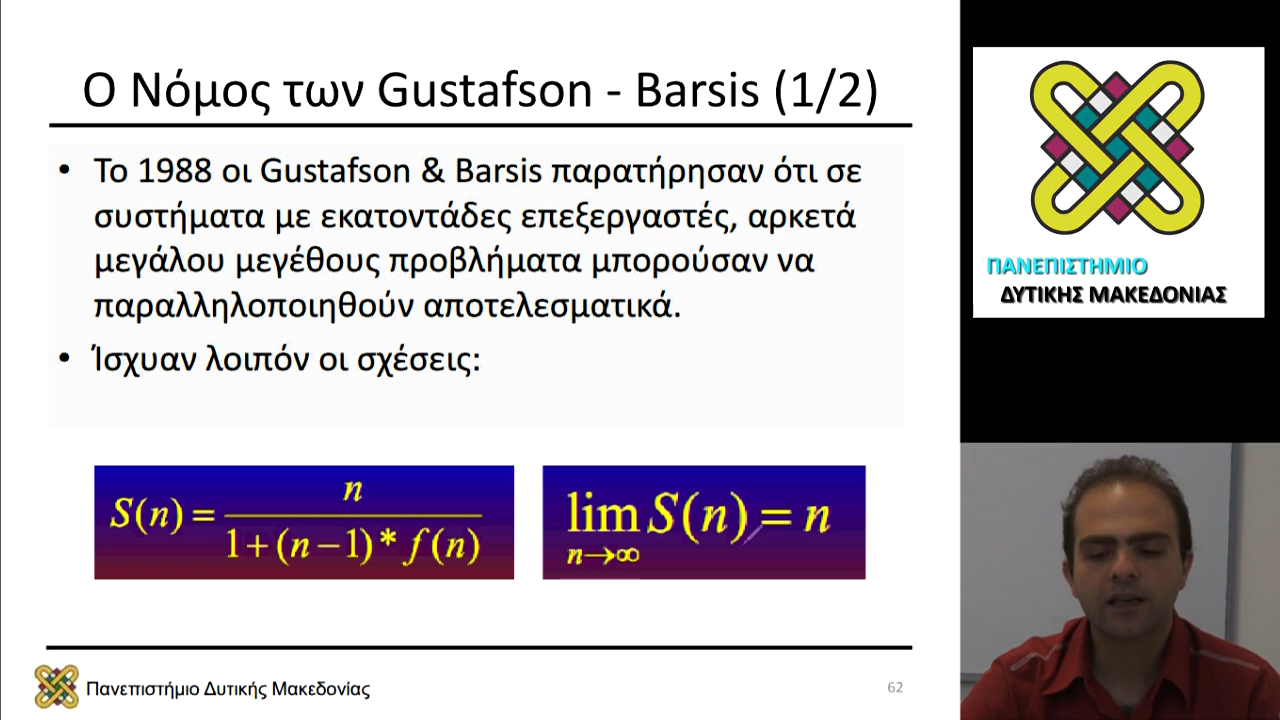 Ο Νόμος των Gustafson - Barsis (1/2)
• Το 1988 οι Gustafson & Barsis παρατήρησαν ότι σε
συστήματα με εκατοντάδες επεξεργαστές, αρκετά
μεγάλου μεγέθους προβλήματα μπορούσαν να
παραλληλοποιηθούν αποτελεσματικά.
• Ίσχυαν λοιπόν οι σχέσεις:
S(n) = n / (1+(n−1)* f(n))
lim n→∞ S(n) = n
Πανεπιστήμιο Δυτικής Μακεδονίας
62
ΠΑΝΕΠΙΣΤΗΜΙΟ
ΔΥΤΙΚΗΣ ΜΑΚΕΔΟΝΙΑΣ